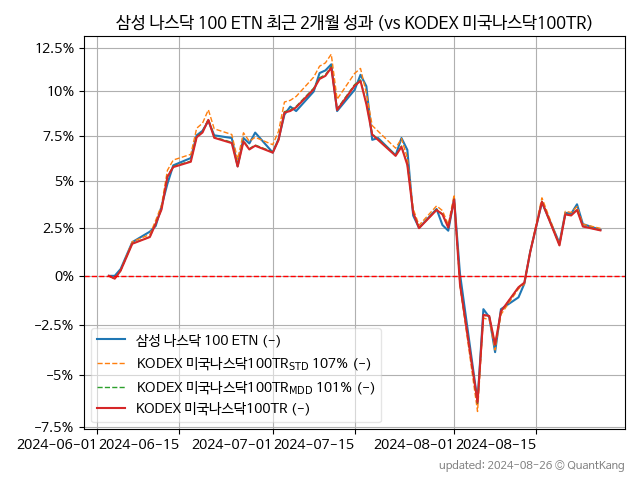 삼성 나스닥 100 ETN 최근 2개월 성과 (vs KODEX 미국나스닥100TR)
12.5%
10%
7.5%
5%
2.5%
0%
−2.5%
−5%
−7.5%
삼성 나스닥 100 ETN (-)
KODEX 미국나스닥100TR_STD 107% (-)
KODEX 미국나스닥100TR_MDD 101% (-)
KODEX 미국나스닥100TR (-)
2024-06-01 2024-06-15 2024-07-01 2024-07-15 2024-08-01 2024-08-15
updated: 2024-08-26 © QuantKang